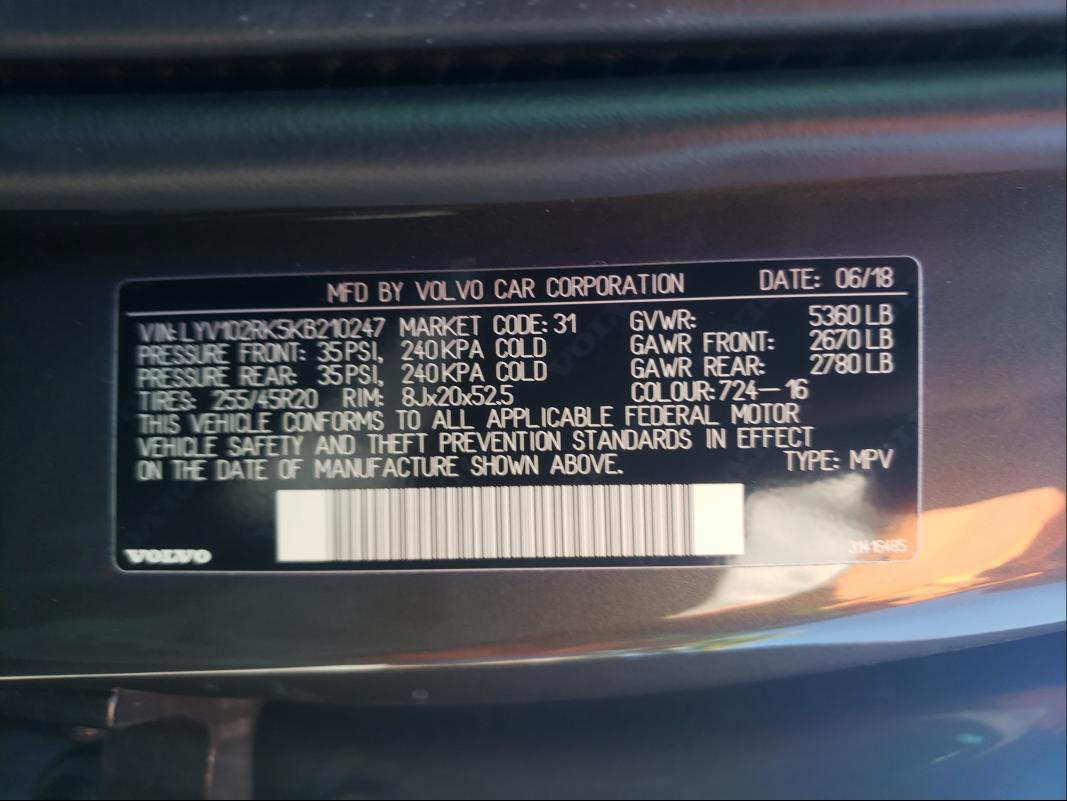 MFD BY VOLVO CAR CORPORATION DATE: 06/18
VIN: LYV102RK5KB210247 MARKET CODE: 31 GVWR: 5360 LB
PRESSURE FRONT: 35 PSI, 240 KPA COLD GAWR FRONT: 2670 LB
PRESSURE REAR: 35 PSI, 240 KPA COLD GAWR REAR: 2780 LB
TIRES: 255/45R20 RIM: 8Jx20x52.5 COLOUR: 724-16
THIS VEHICLE CONFORMS TO ALL APPLICABLE FEDERAL MOTOR
VEHICLE SAFETY AND THEFT PREVENTION STANDARDS IN EFFECT
ON THE DATE OF MANUFACTURE SHOWN ABOVE. TYPE: MPV
VOLVO 31416485